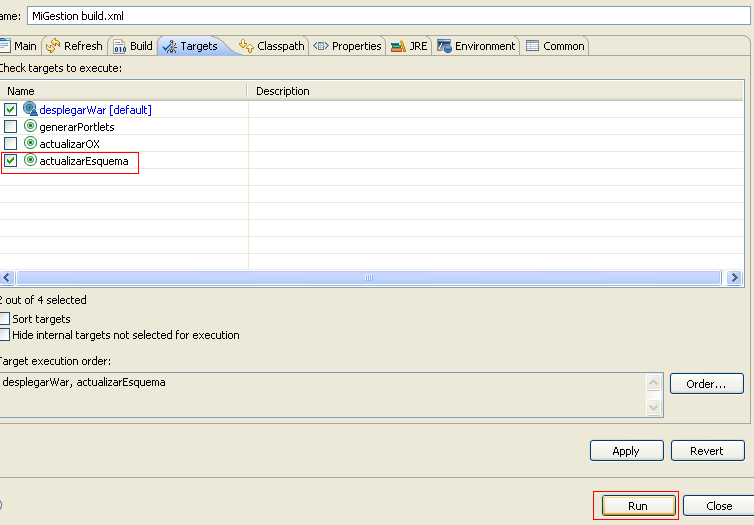 ame: MiGestion build.xml
Main Refresh Build Targets Classpath Properties JRE Environment Common
Check targets to execute:
Name Description
desplegarWar [default]
generarPortlets
actualizarOX
actualizarEsquema
2 out of 4 selected
Sort targets
Hide internal targets not selected for execution
Target execution order:
desplegarWar, actualizarEsquema
Order...
Apply Revert
Run Close